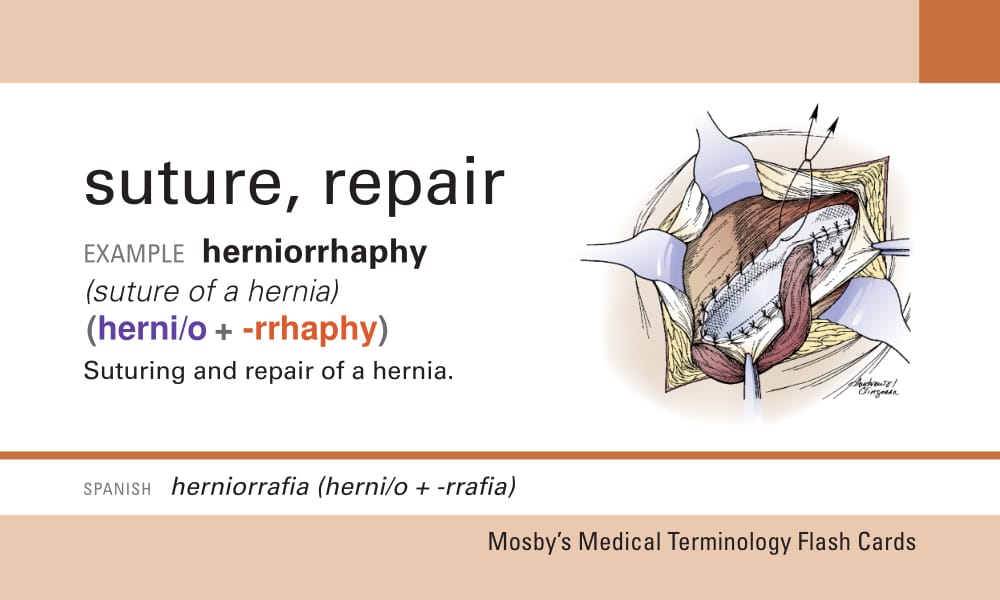 suture, repair
EXAMPLE herniorrhaphy
(suture of a hernia)
(herni/o + -rrhaphy)
Suturing and repair of a hernia.
SPANISH herniorrafia (herni/o + -rrafia)
Mosby's Medical Terminology Flash Cards